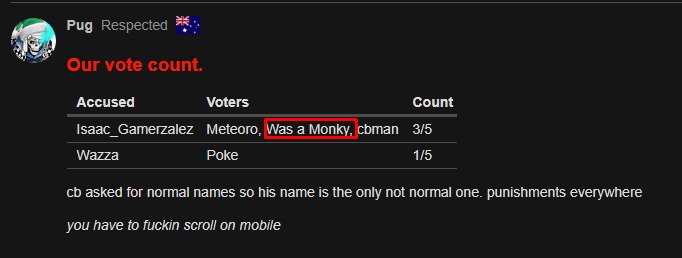 Pug Respected
Our vote count.
Accused Voters Count
Isaac_Gamerzalez Meteoro, Was a Monky, cbman 3/5
Wazza Poke 1/5
cb asked for normal names so his name is the only not normal one. punishments everywhere
you have to fuckin scroll on mobile